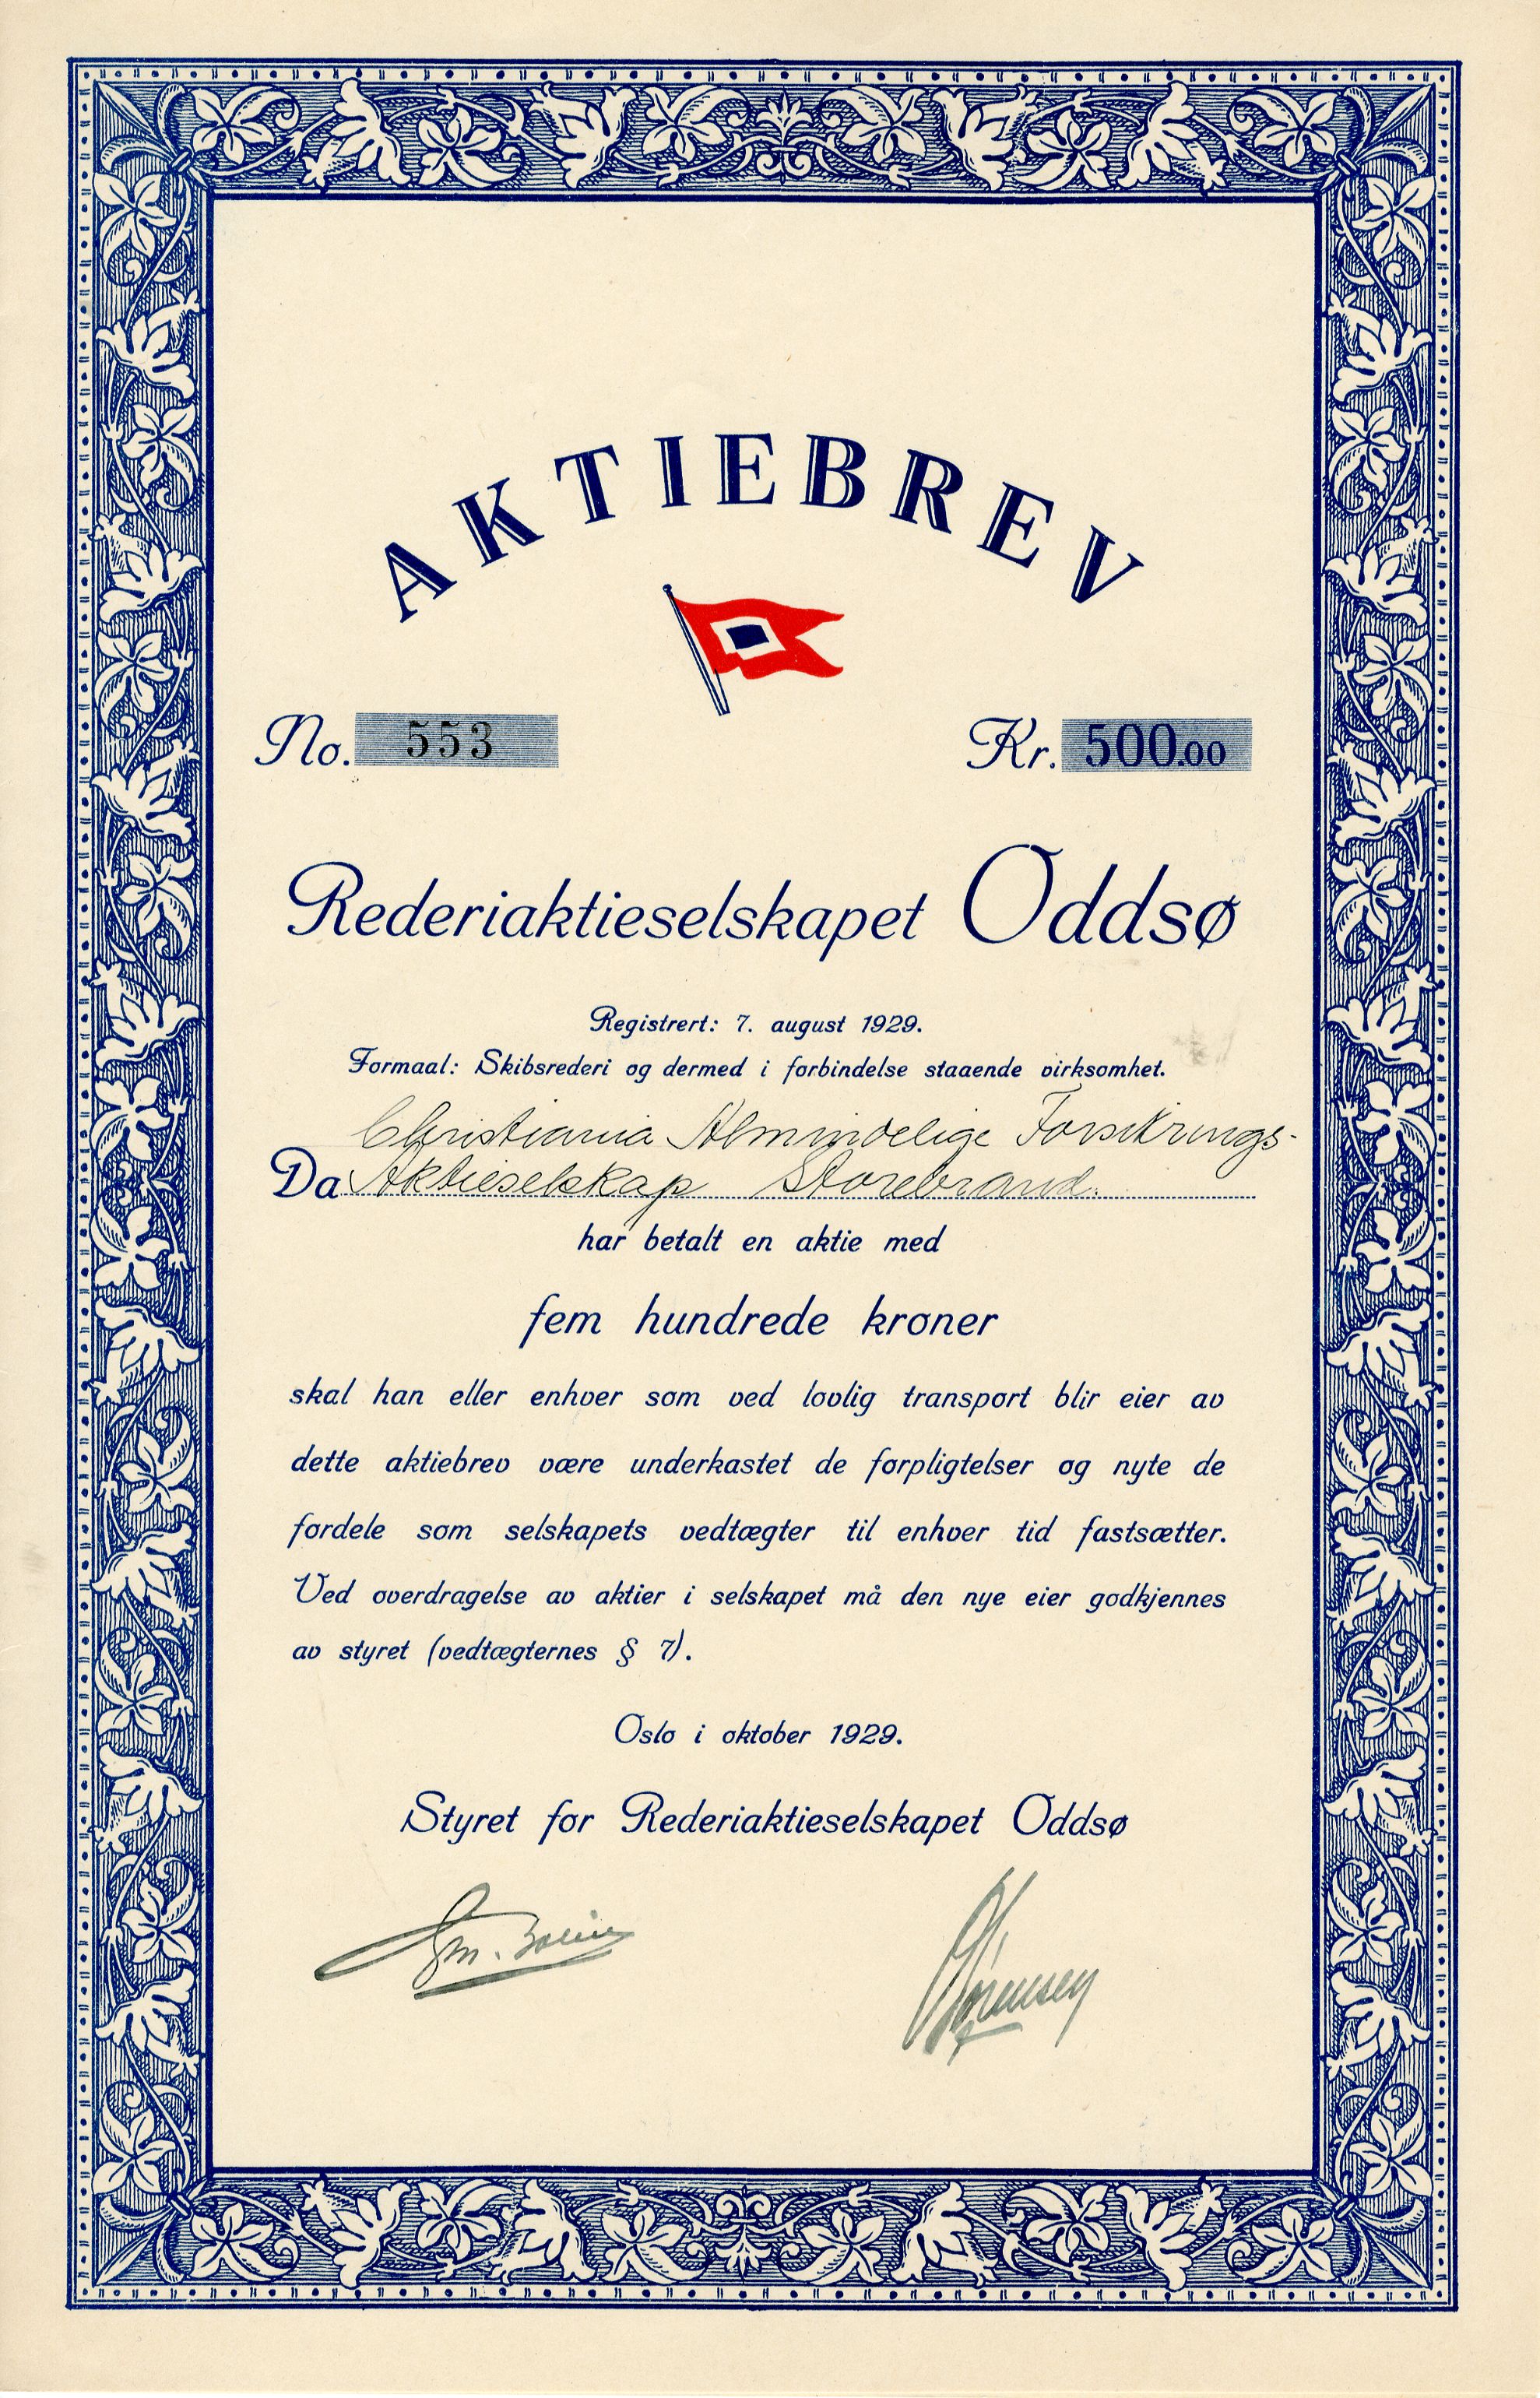 AKTIEBREV
No. 553
Kr. 500.00
Rederiaktieselskapet Oddsø
Registrert: 7. august 1929.
Formaal: Skibsrederi og dermed i forbindelse staaende virksomhet.
Christiania Almindelige Forsikrings-
Da Aktieselskap Storebrand.
har betalt en aktie med
fem hundrede kroner
skal han eller enhver som ved lovlig transport blir eier av
dette aktiebrev være underkastet de forpligtelser og nyte de
fordele som selskapets vedtægter til enhver tid fastsætter.
Ved overdragelse av aktier i selskapet må den nye eier godkjennes
av styret (vedtægternes § 7).
Oslo i oktober 1929.
Styret for Rederiaktieselskapet Oddsø